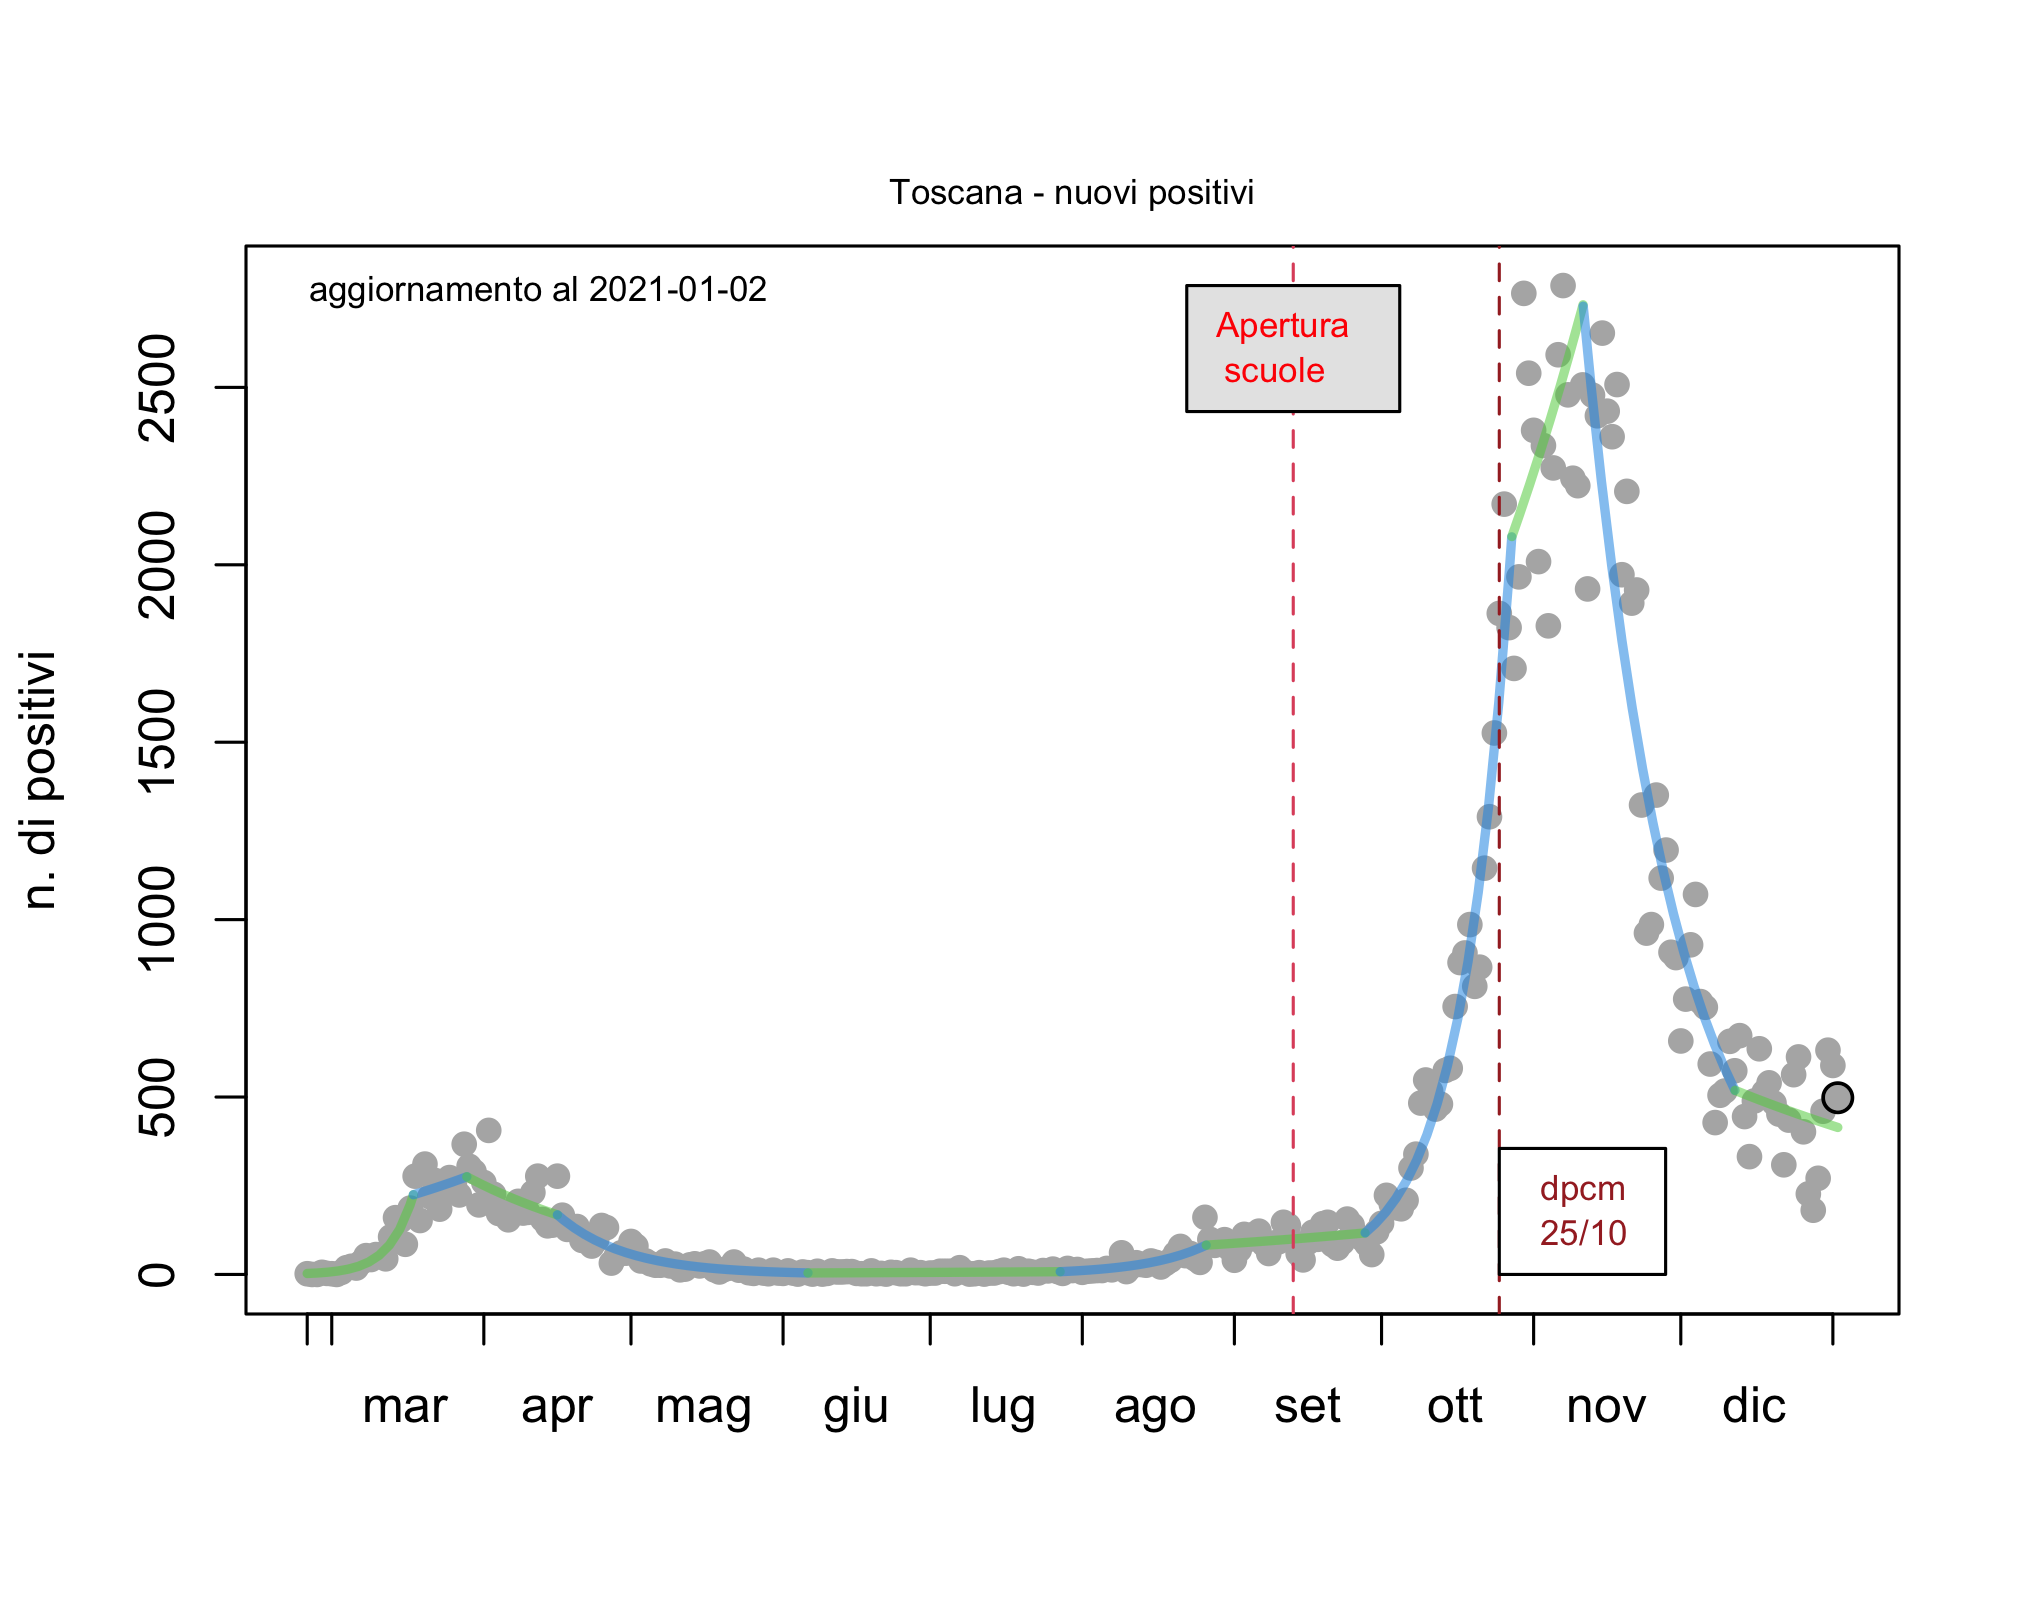 Toscana - nuovi positivi
aggiornamento al 2021-01-02
Apertura
scuole
dpcm
25/10
n. di positivi
2500
2000
1500
1000
500
0
mar apr mag giu lug ago set ott nov dic